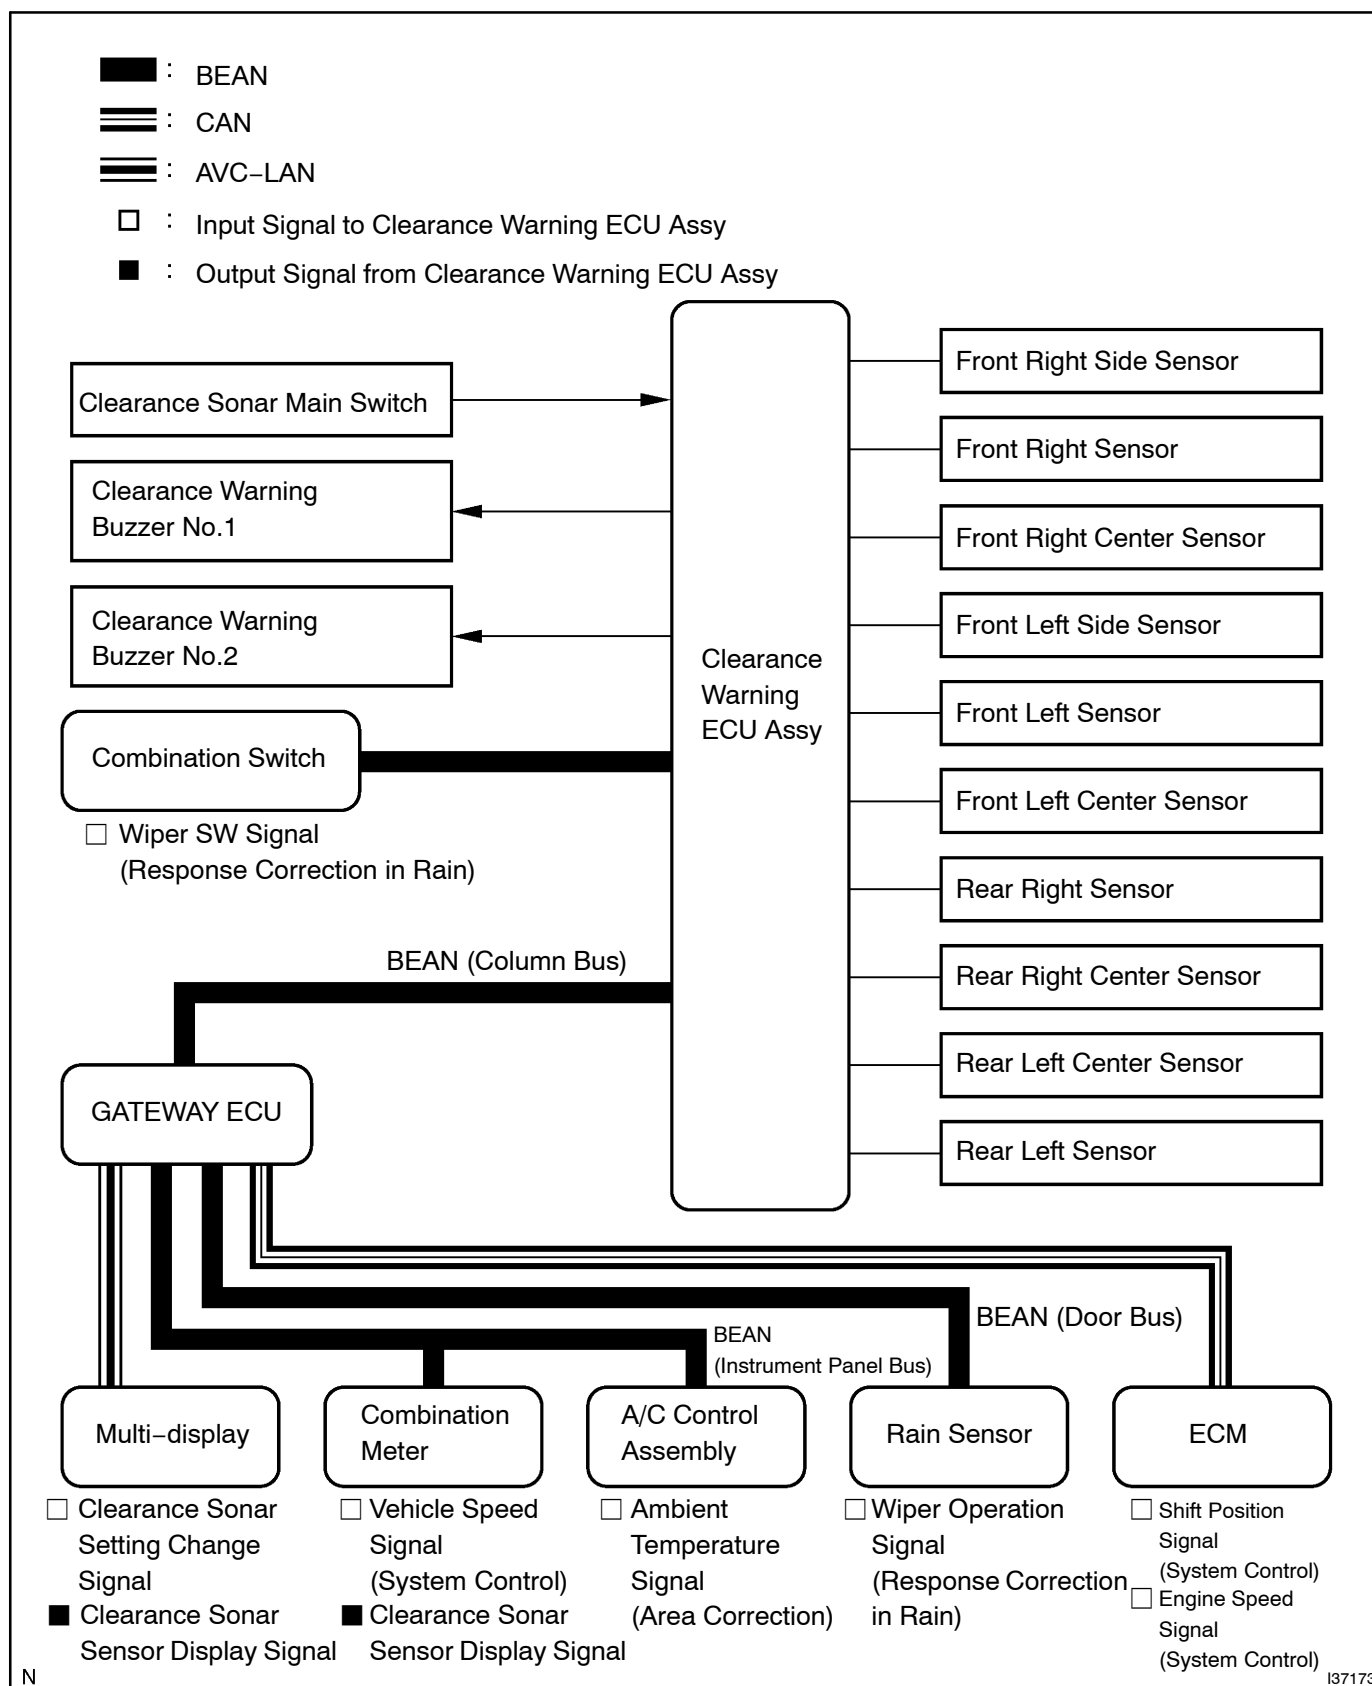 : BEAN
: CAN
: AVC−LAN
: Input Signal to Clearance Warning ECU Assy
: Output Signal from Clearance Warning ECU Assy
Clearance Sonar Main Switch
Clearance Warning
Buzzer No.1
Clearance Warning
Buzzer No.2
Combination Switch
Wiper SW Signal
(Response Correction in Rain)
Clearance
Warning
ECU Assy
Front Right Side Sensor
Front Right Sensor
Front Right Center Sensor
Front Left Side Sensor
Front Left Sensor
Front Left Center Sensor
Rear Right Sensor
Rear Right Center Sensor
Rear Left Center Sensor
Rear Left Sensor
BEAN (Column Bus)
GATEWAY ECU
BEAN (Door Bus)
BEAN
(Instrument Panel Bus)
Multi−display
Clearance Sonar
Setting Change
Signal
Clearance Sonar
Sensor Display Signal
Combination
Meter
Vehicle Speed
Signal
(System Control)
Clearance Sonar
Sensor Display Signal
A/C Control
Assembly
Ambient
Temperature
Signal
(Area Correction)
Rain Sensor
Wiper Operation
Signal
(Response Correction
in Rain)
ECM
Shift Position
Signal
(System Control)
Engine Speed
Signal
(System Control)
N
I37173